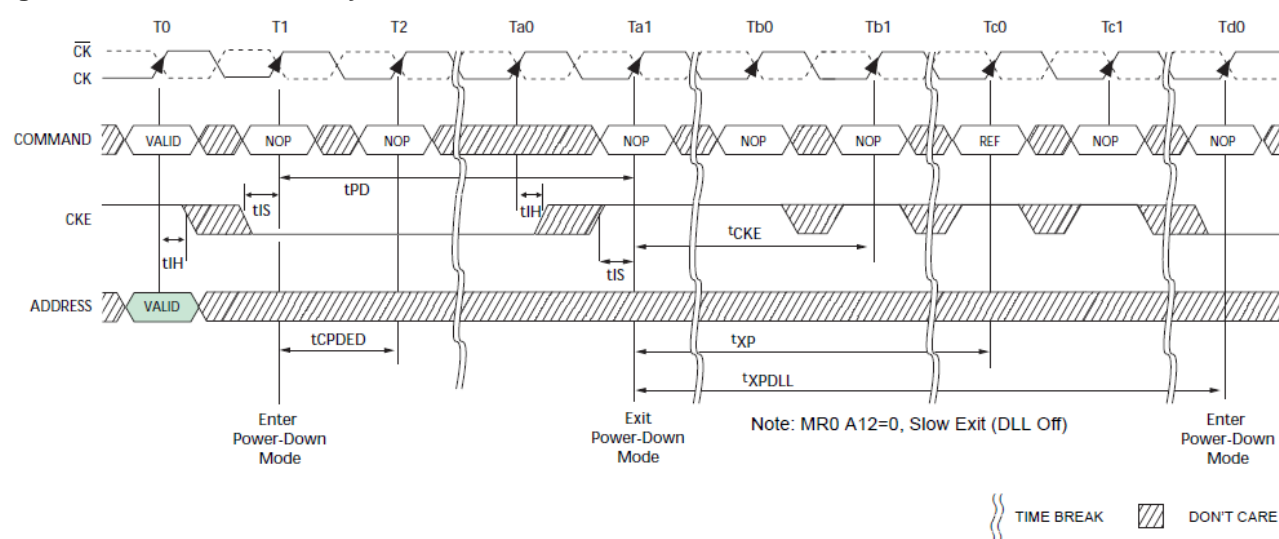 T0 T1 T2 Ta0 Ta1 Tb0 Tb1 Tc0 Tc1 Td0
CK
CK
COMMAND VALID NOP NOP NOP NOP NOP REF NOP NOP
tPD
tIS tIH
CKE
tCKE
tIH tIS
ADDRESS VALID
tCPDED tXP
tXPDLL
Enter Power-Down Mode
Exit Power-Down Mode
Note: MR0 A12=0, Slow Exit (DLL Off)
Enter Power-Down Mode
TIME BREAK DON'T CARE